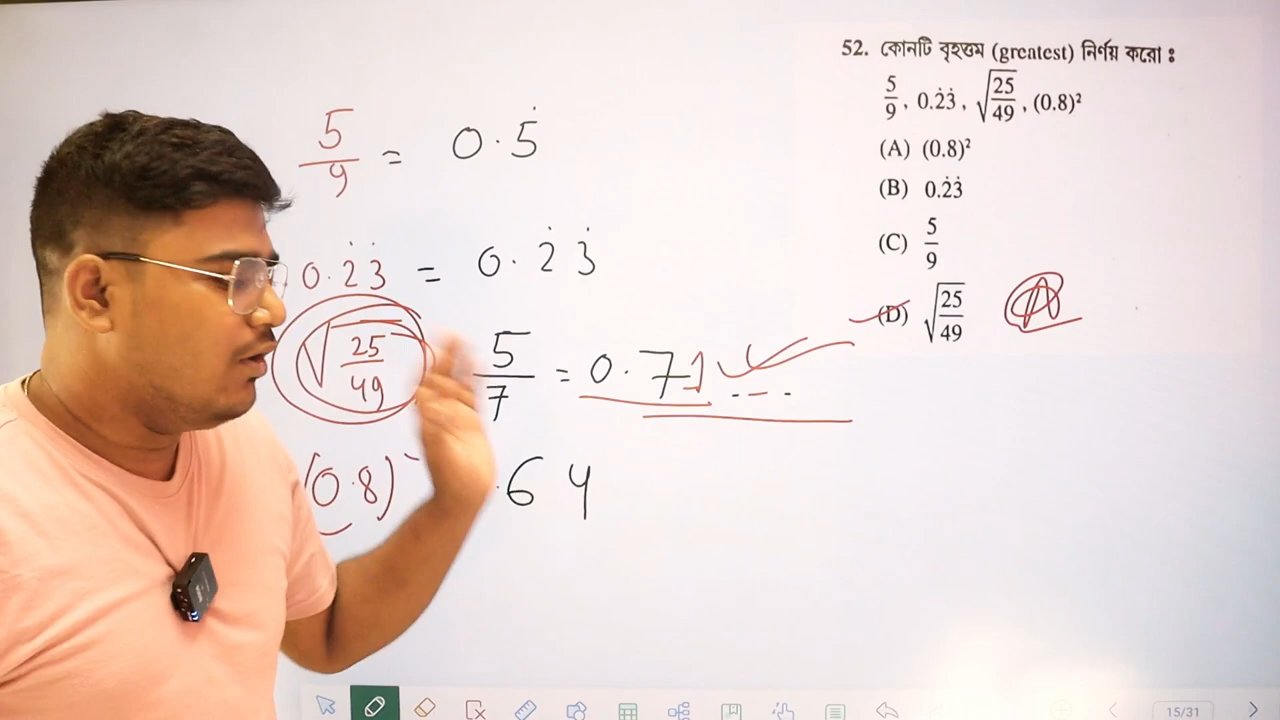 52. কোনটি বৃহত্তম (greatest) নির্ণয় করো ঃ
5/9, 0.2̇3̇, √(25/49), (0.8)²
(A) (0.8)²
(B) 0.2̇3̇
(C) 5/9
(D) √(25/49) A
5/9 = 0.5̇
0.2̇3̇ = 0.2̇3̇
√(25/49) 5/7 = 0.71 ---
(0.8) .64
15/31